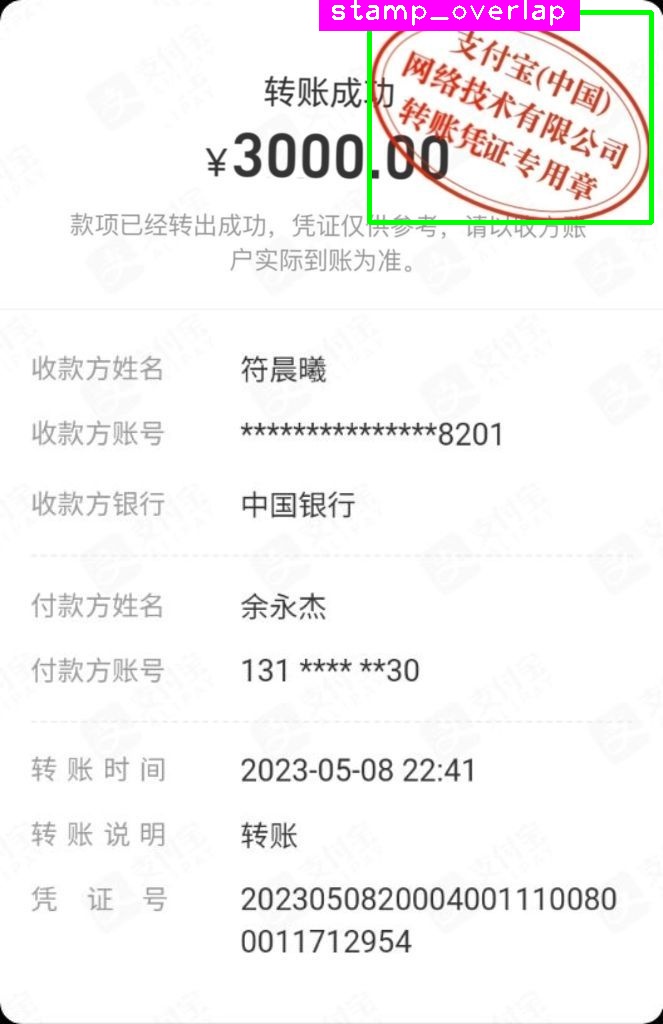 stamp_overlap
支付宝(中国)
网络技术有限公司
转账凭证专用章
转账成功
¥3000.00
款项已经转出成功，凭证仅供参考，请以收方账
户实际到账为准。
收款方姓名 符晨曦
收款方账号 ***************8201
收款方银行 中国银行
付款方姓名 余永杰
付款方账号 131 **** **30
转账时间 2023-05-08 22:41
转账说明 转账
凭证号 2023050820004001110080
0011712954